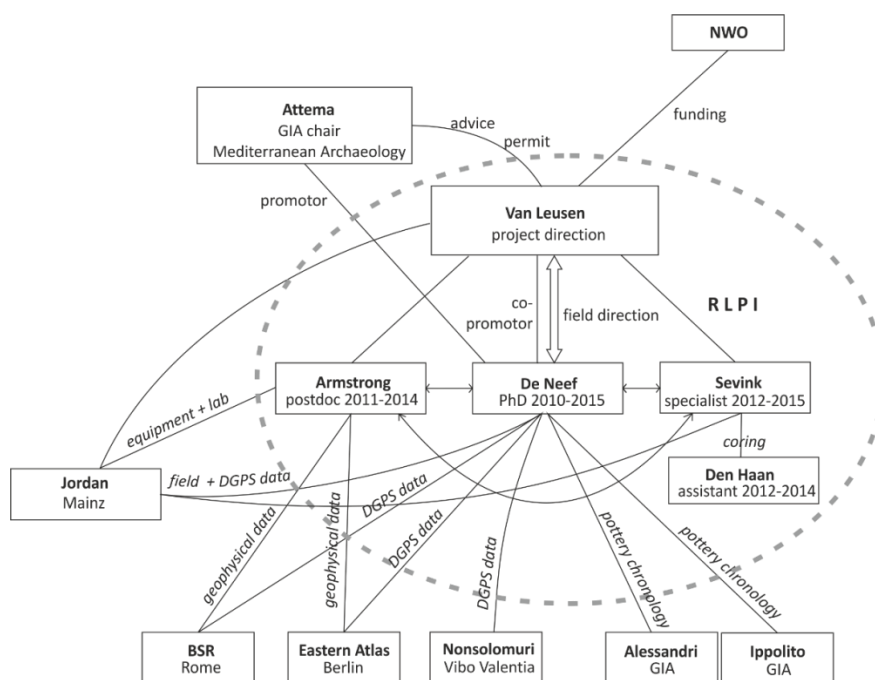 NWO
Attema
GIA chair
Mediterranean Archaeology
advice
permit
funding
promotor
Van Leusen
project direction
co-
promotor
field direction
R L P I
Armstrong
postdoc 2011-2014
De Neef
PhD 2010-2015
Sevink
specialist 2012-2015
equipment + lab
coring
Jordan
Mainz
field + DGPS data
Den Haan
assistant 2012-2014
geophysical data
geophysical data
DGPS data
DGPS data
DGPS data
pottery chronology
pottery chronology
BSR
Rome
Eastern Atlas
Berlin
Nonsolomuri
Vibo Valentia
Alessandri
GIA
Ippolito
GIA